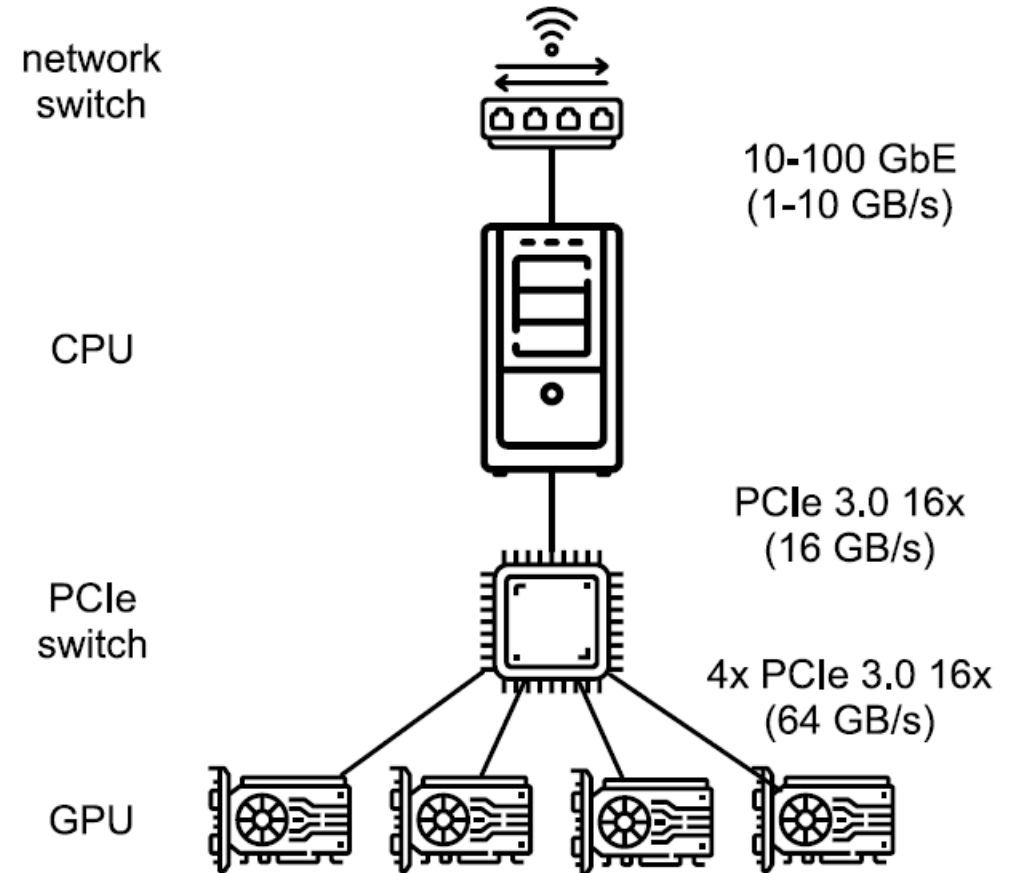 network
switch
10-100 GbE
(1-10 GB/s)
CPU
PCIe 3.0 16x
(16 GB/s)
PCIe
switch
4x PCIe 3.0 16x
(64 GB/s)
GPU